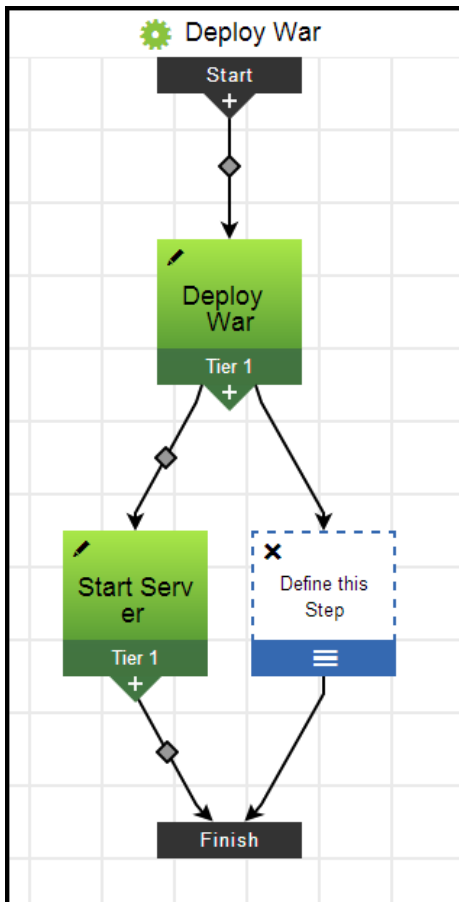 Deploy War
Start
Deploy
War
Tier 1
Start Serv
er
Tier 1
Define this
Step
Finish